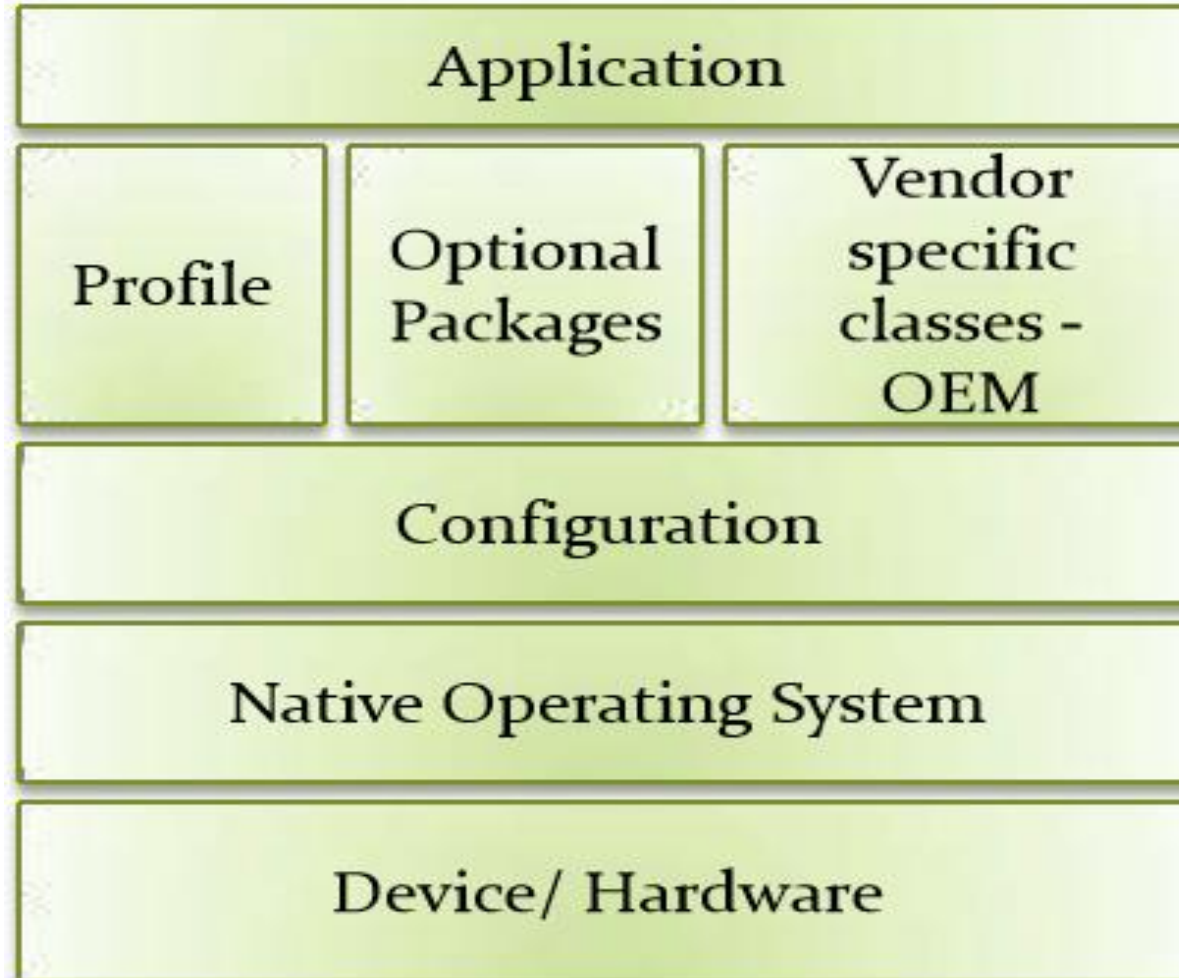 Application
Profile
Optional
Packages
Vendor
specific
classes -
OEM
Configuration
Native Operating System
Device/ Hardware